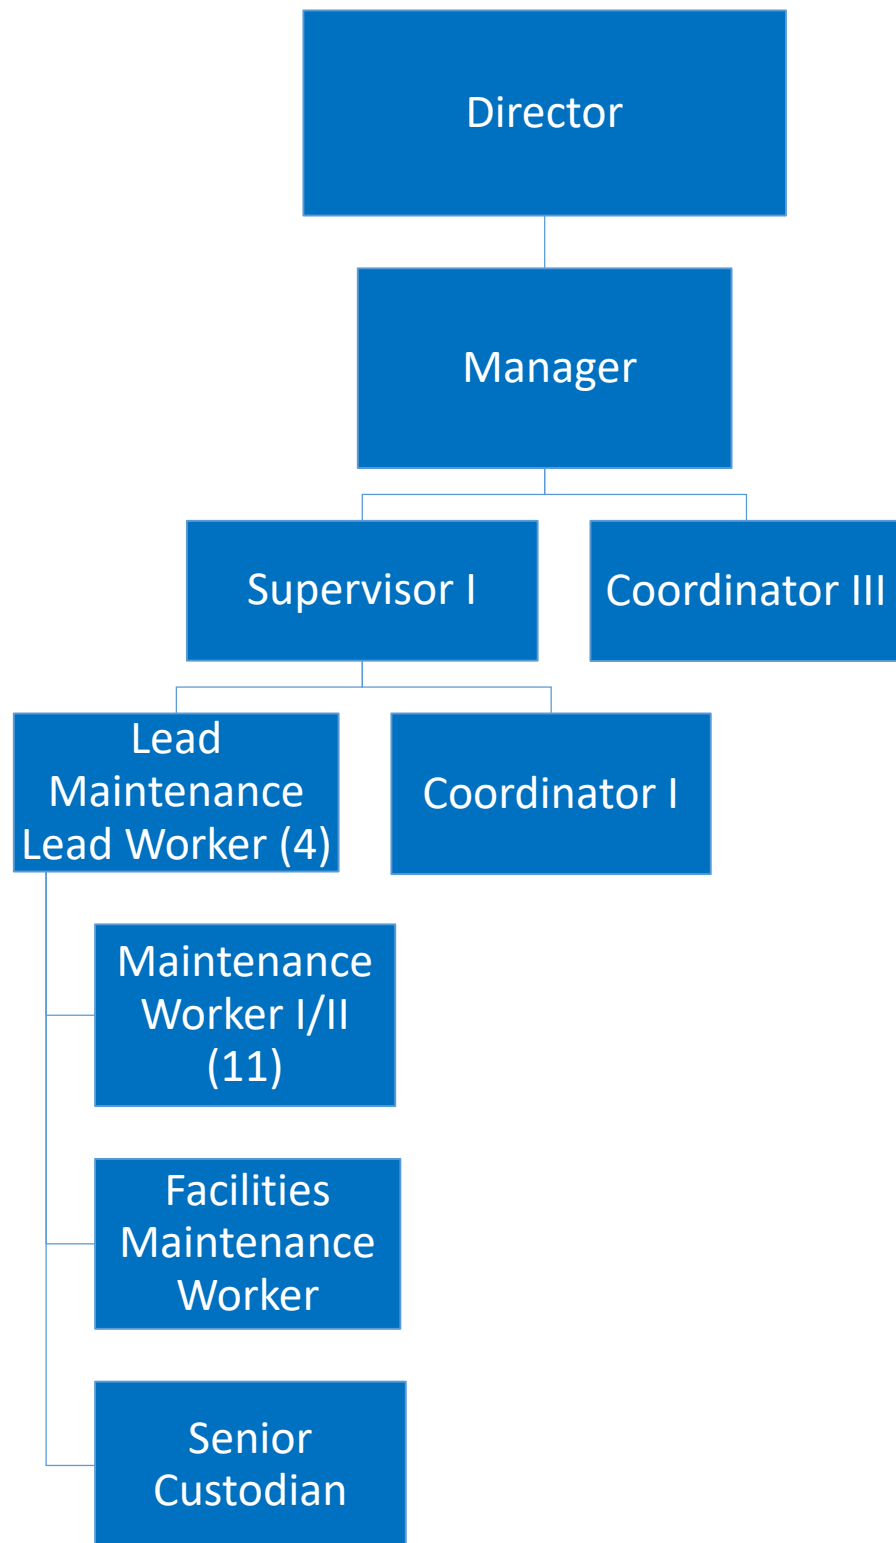 Director
Manager
Supervisor I
Coordinator III
Lead
Maintenance
Lead Worker (4)
Coordinator I
Maintenance
Worker I/II
(11)
Facilities
Maintenance
Worker
Senior
Custodian